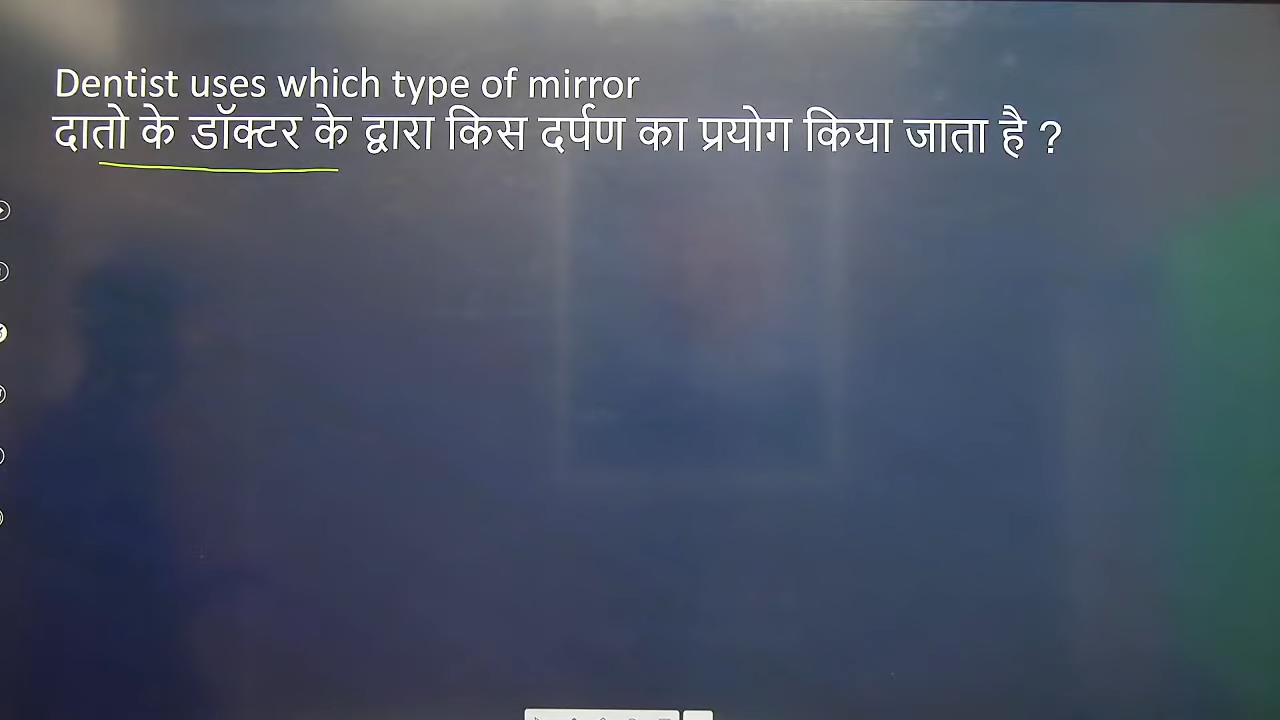 Dentist uses which type of mirror
दातो के डॉक्टर के द्वारा किस दर्पण का प्रयोग किया जाता है ?